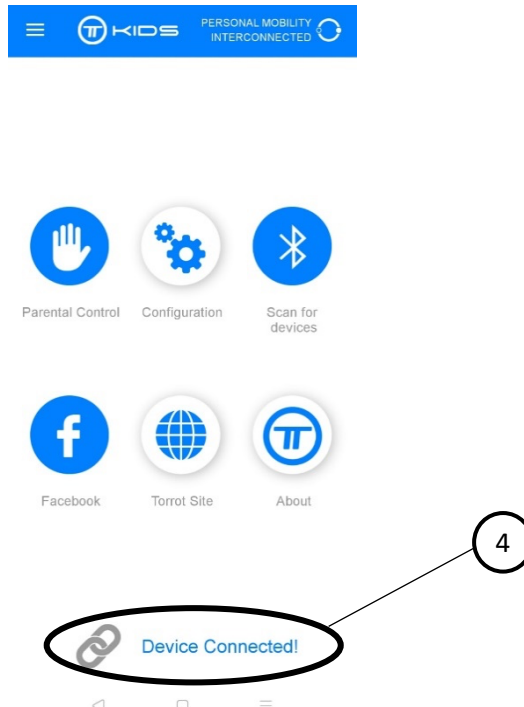 KIDS
PERSONAL MOBILITY
INTERCONNECTED
Parental Control
Configuration
Scan for
devices
Facebook
Torrot Site
About
4
Device Connected!